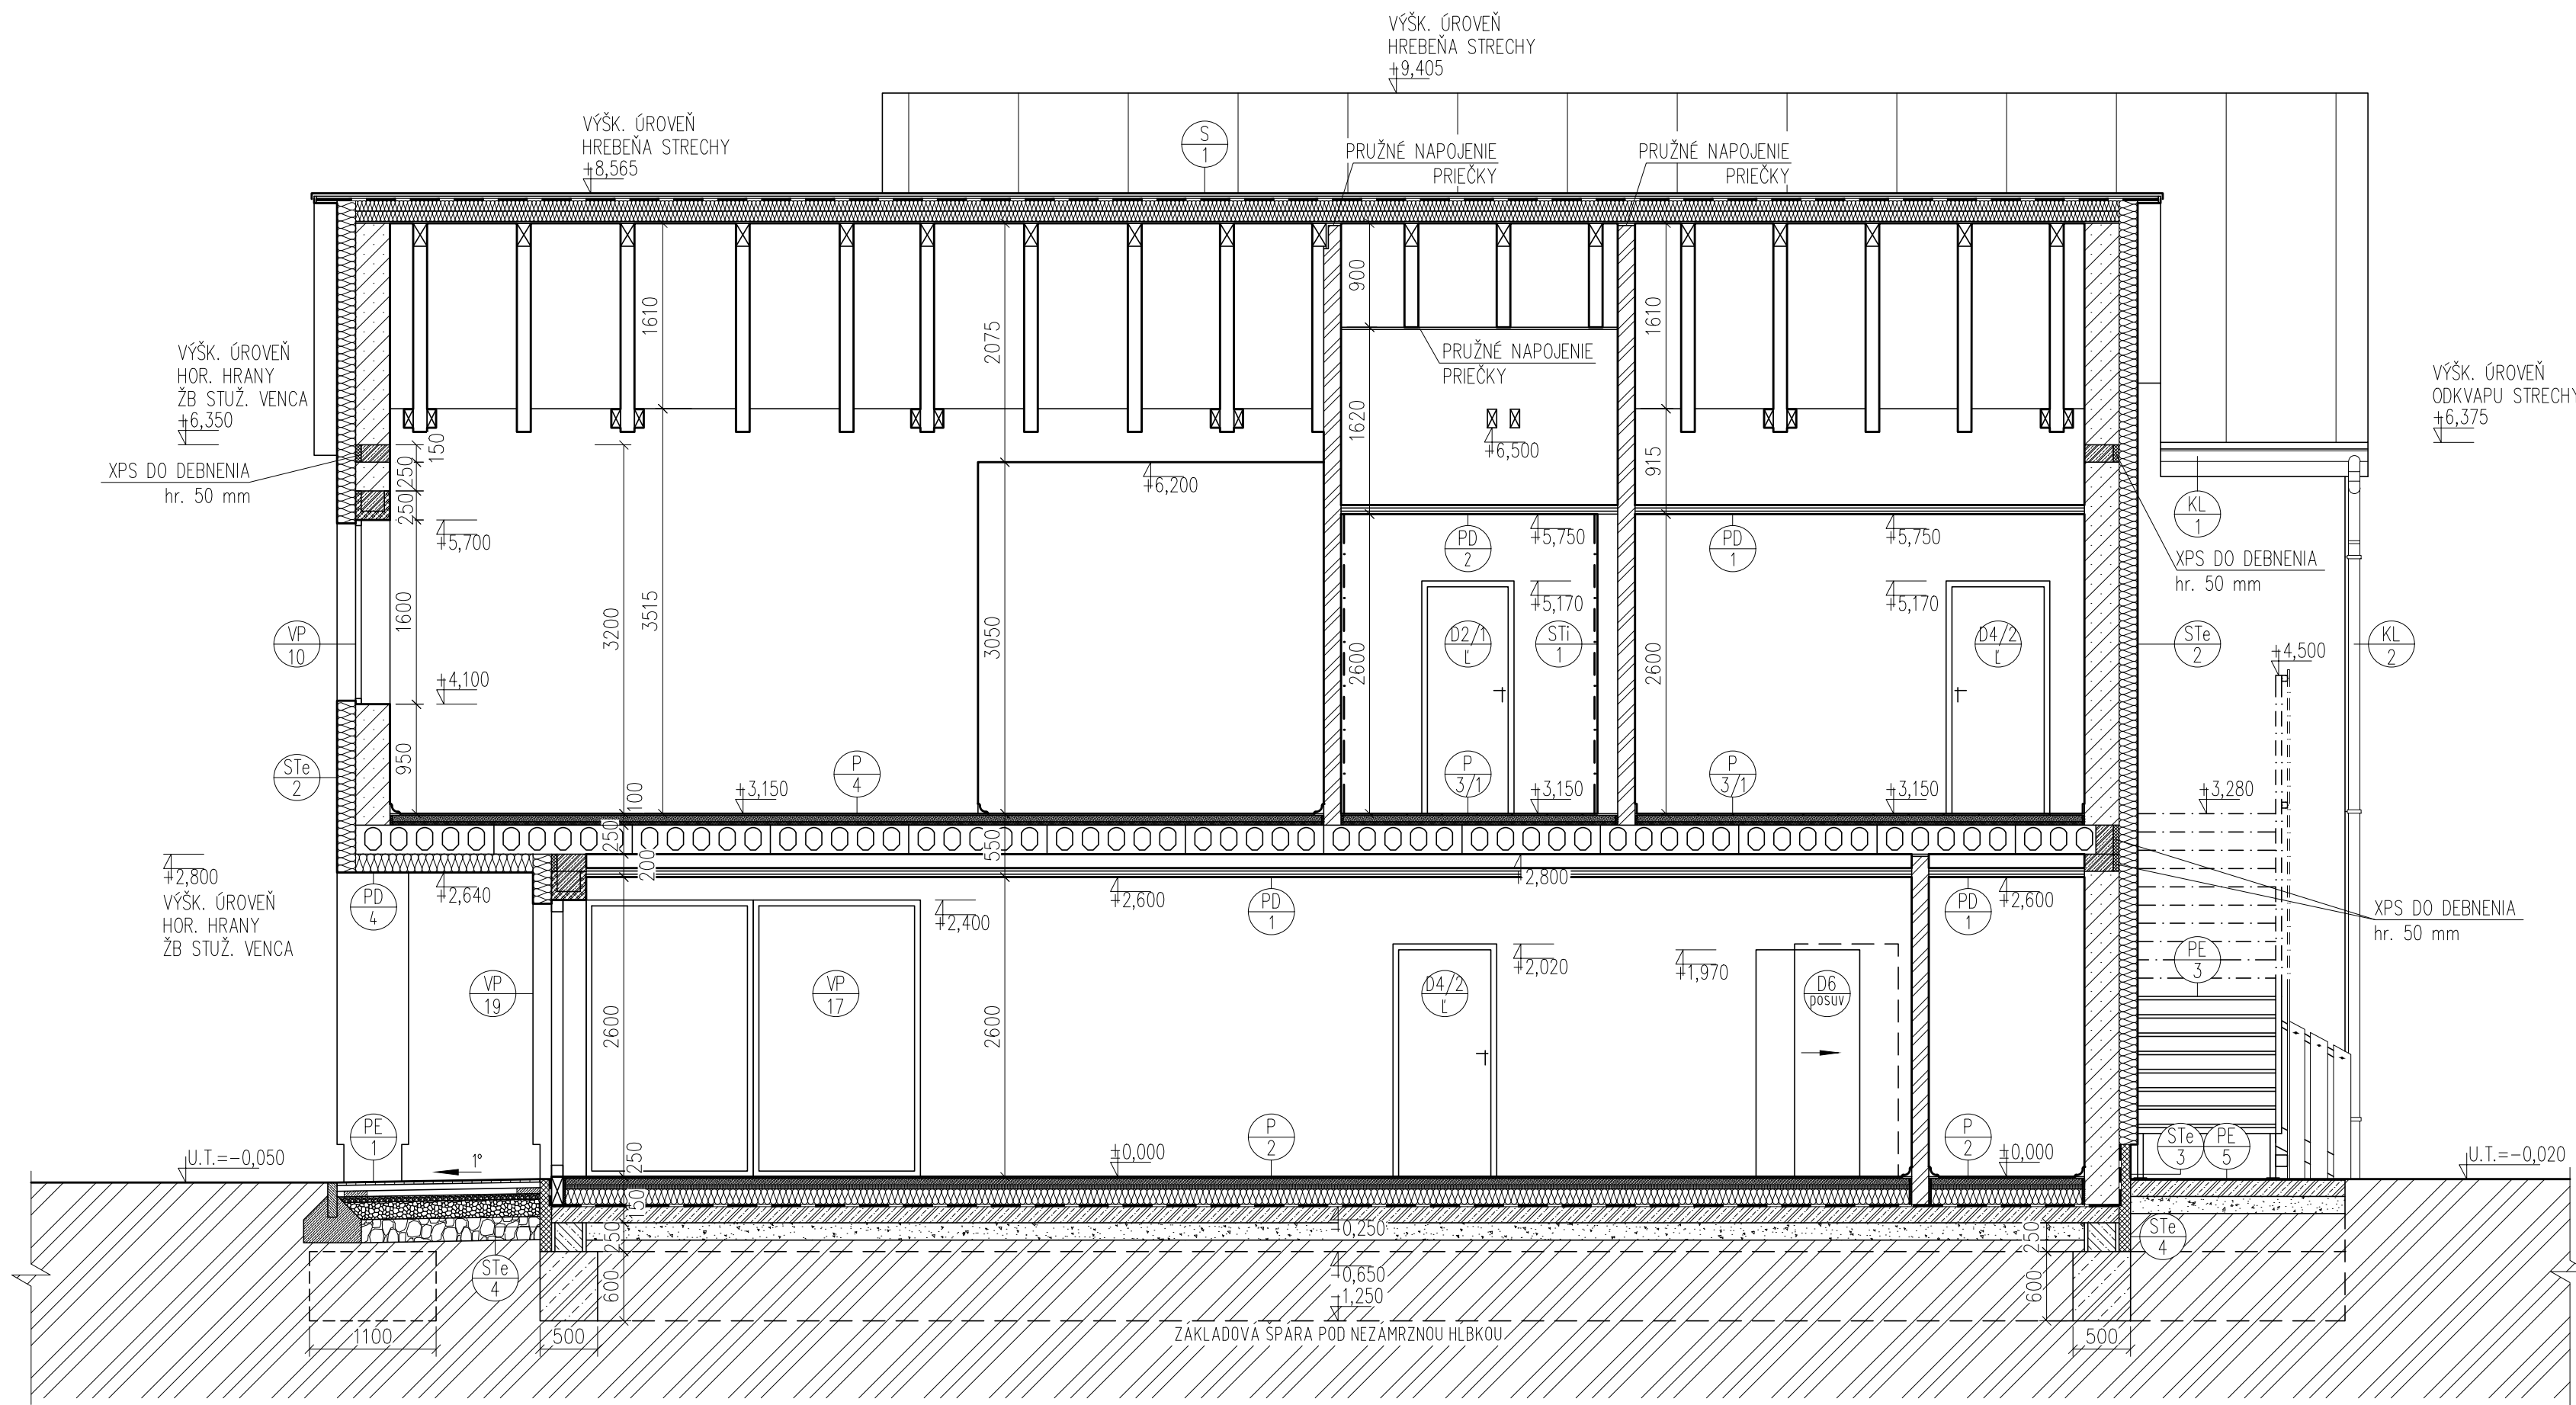 VÝŠK. ÚROVEŇ
HREBEŇA STRECHY
+9,405
VÝŠK. ÚROVEŇ
HREBEŇA STRECHY
+8,565
S
1
PRUŽNÉ NAPOJENIE
PRIEČKY
PRUŽNÉ NAPOJENIE
PRIEČKY
1610
2075
900
1610
VÝŠK. ÚROVEŇ
HOR. HRANY
ŽB STUŽ. VENCA
+6,350
PRUŽNÉ NAPOJENIE
PRIEČKY
VÝŠK. ÚROVEŇ
ODKVAPU STRECHY
+6,375
XPS DO DEBNENIA
hr. 50 mm
150
250
250
1620
+6,500
915
+6,200
KL
1
+5,700
PD
2
+5,750
PD
1
+5,750
XPS DO DEBNENIA
hr. 50 mm
+5,170
+5,170
VP
10
1600
3200
3515
3050
2600
D2/1
Ľ
STi
1
2600
D4/2
Ľ
STe
2
KL
2
+4,500
+4,100
STe
2
950
100
+3,150
P
4
P
3/1
+3,150
P
3/1
+3,150
+3,280
250
200
550
+2,800
VÝŠK. ÚROVEŇ
HOR. HRANY
ŽB STUŽ. VENCA
PD
4
+2,640
+2,800
+2,600
PD
1
PD
1
+2,600
XPS DO DEBNENIA
hr. 50 mm
+2,400
+2,020
+1,970
PE
3
VP
19
VP
17
2600
2600
D4/2
Ľ
D6
posuv
PE
1
U.T.=-0,050
1°
250
±0,000
P
2
P
2
±0,000
STe
3
PE
5
U.T.=-0,020
150
250
-0,250
250
STe
4
STe
4
600
-0,650
-1,250
600
1100
500
ZÁKLADOVÁ ŠPÁRA POD NEZAMRZNOU HĹBKOU
500